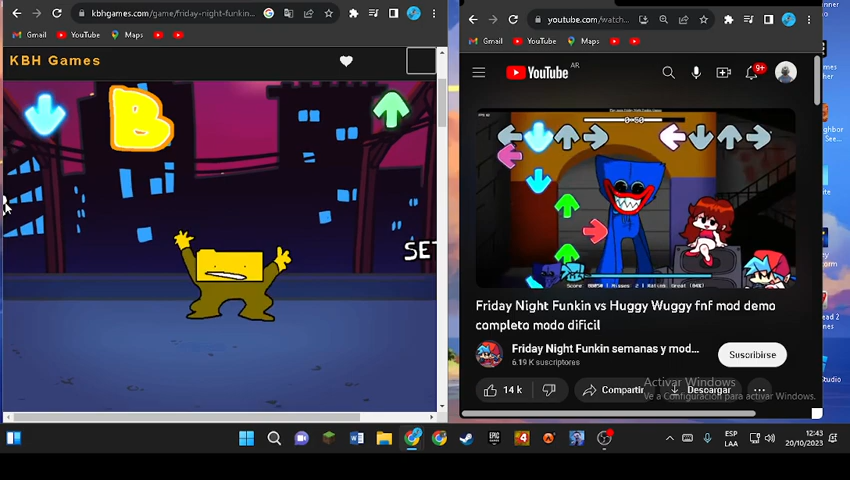 kbhgames.com/game/friday-night-funkin...
Gmail YouTube Maps
KBH Games
B
SET
youtube.com/watch...
Gmail YouTube Maps
YouTube AR
9+
0:50
Friday Night Funkin vs Huggy Wuggy fnf mod demo
completo modo dificil
Friday Night Funkin semanas y mod...
6.19 K suscriptores
Suscribirse
14 k
Compartir
Descargar
Activar Windows
Ve a Configuración para activar Windows.
EPIC
4
ESP
LAA
12:43
20/10/2023